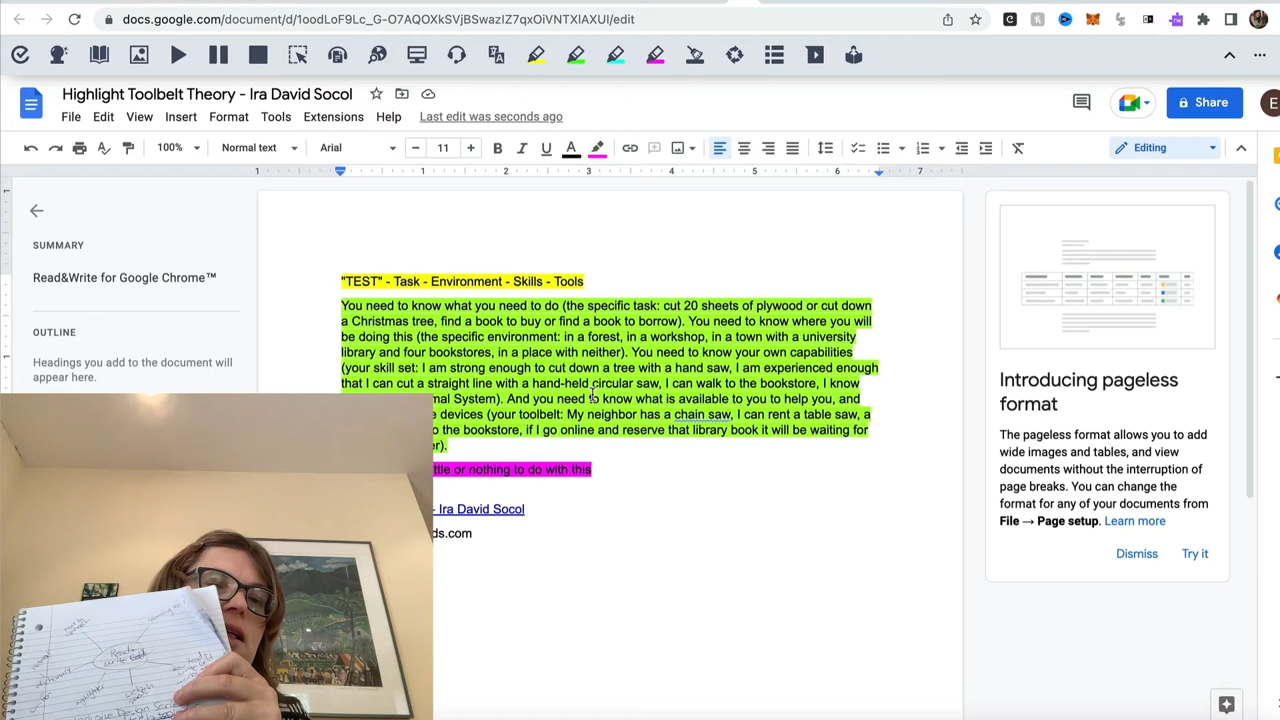 docs.google.com/document/d/1oodLoF9Lc_G-O7AQOXkSVjBSwazIZ7qxOiVNTXlAXUI/edit
Highlight Toolbelt Theory - Ira David Socol
Share
E
File Edit View Insert Format Tools Extensions Help Last edit was seconds ago
100% Normal text Arial 11 B I U A Editing
1 1 2 3 4 5 6 7
SUMMARY
Read&Write for Google Chrome™
OUTLINE
Headings you add to the document will
appear here.
"TEST" - Task - Environment - Skills - Tools
You need to know what you need to do (the specific task: cut 20 sheets of plywood or cut down
a Christmas tree, find a book to buy or find a book to borrow). You need to know where you will
be doing this (the specific environment: in a forest, in a workshop, in a town with a university
library and four bookstores, in a place with neither). You need to know your own capabilities
(your skill set: I am strong enough to cut down a tree with a hand saw, I am experienced enough
that I can cut a straight line with a hand-held circular saw, I can walk to the bookstore, I know
mal System). And you need to know what is available to you to help you, and
e devices (your toolbelt: My neighbor has a chain saw, I can rent a table saw, a
o the bookstore, if I go online and reserve that library book it will be waiting for
er).
ttle or nothing to do with this
- Ira David Socol
ds.com
Introducing pageless
format
The pageless format allows you to add
wide images and tables, and view
documents without the interruption of
page breaks. You can change the
format for any of your documents from
File → Page setup. Learn more
Dismiss Try it
Read
write